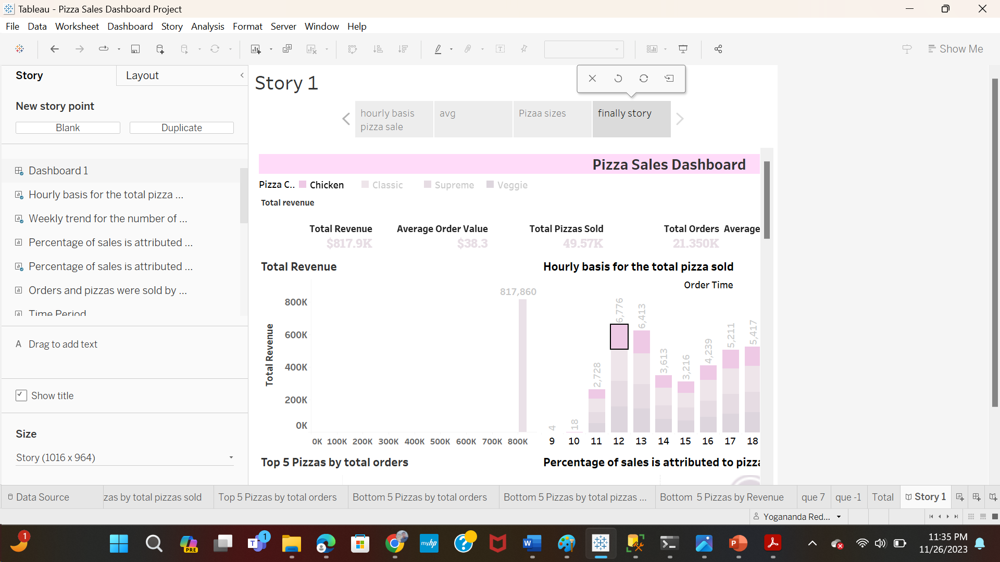 Tableau - Pizza Sales Dashboard Project
File Data Worksheet Dashboard Story Analysis Format Server Window Help
Show Me
Story Layout
New story point
Blank Duplicate
Dashboard 1
Hourly basis for the total pizza ...
Weekly trend for the number of ...
Percentage of sales is attributed ...
Percentage of sales is attributed ...
Orders and pizzas were sold by ...
Time Period
A Drag to add text
Show title
Size
Story (1016 x 964)
Story 1
hourly basis
pizza sale
avg
Pizaa sizes
finally story
Pizza Sales Dashboard
Pizza C.. Chicken Classic Supreme Veggie
Total revenue
Total Revenue Average Order Value Total Pizzas Sold Total Orders Average
$817.9K $38.3 49.57K 21.350K
Total Revenue
817,860
Total Revenue
800K
600K
400K
200K
0K
0K 100K 200K 300K 400K 500K 600K 700K 800K
Hourly basis for the total pizza sold
Order Time
4 18 2,728 6,776 6,413 3,613 3,216 4,239 5,211 5,417
9 10 11 12 13 14 15 16 17 18
Top 5 Pizzas by total orders
Percentage of sales is attributed to pizza
Data Source zas by total pizzas sold Top 5 Pizzas by total orders Bottom 5 Pizzas by total orders Bottom 5 Pizzas by total pizzas ... Bottom 5 Pizzas by Revenue que 7 que -1 Total Story 1
Yogananda Red...
1
PRE
1
myhp
?
W
P
11:35 PM
11/26/2023